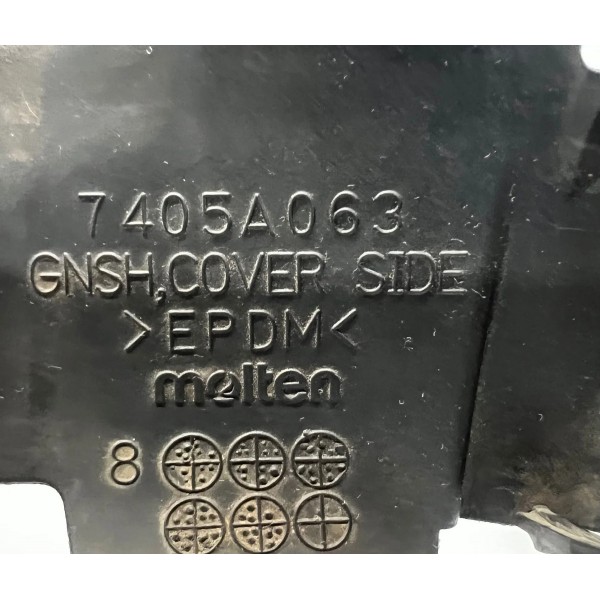 7405A063
GNSH,COVER SIDE
>EPDM<
molten
8